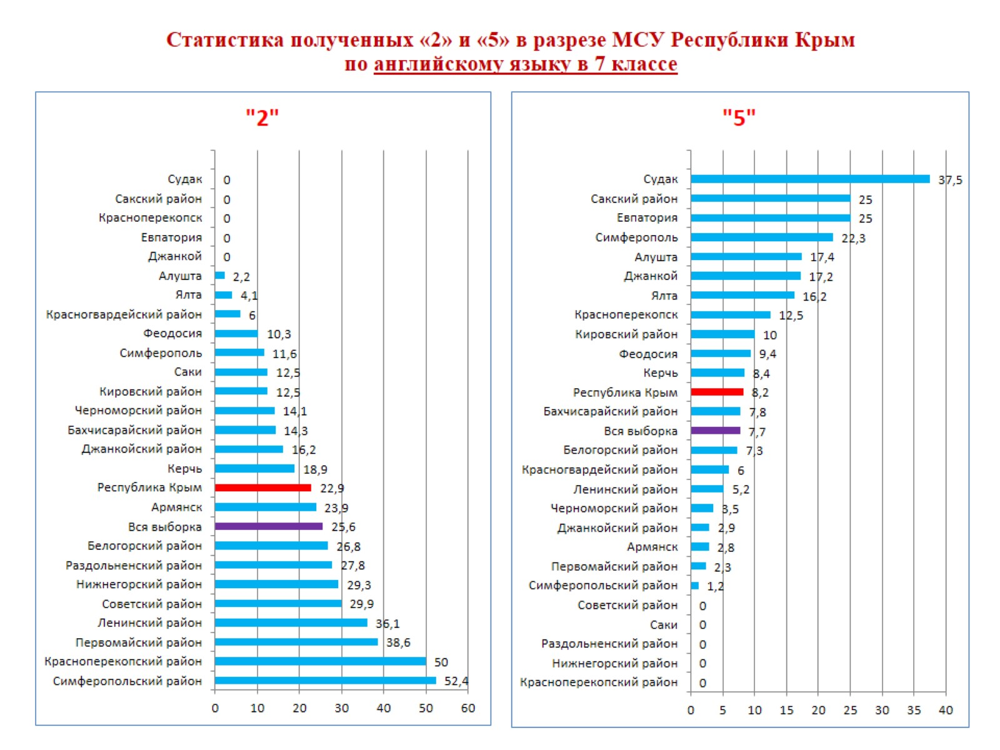 Статистика полученных «2» и «5» в разрезе МСУ Республики Крым
по английскому языку в 7 классе
"2"
Судак 0
Сакский район 0
Красноперекопск 0
Евпатория 0
Джанкой 0
Алушта 2,2
Ялта 4,1
Красногвардейский район 6
Феодосия 10,3
Симферополь 11,6
Саки 12,5
Кировский район 12,5
Черноморский район 14,1
Бахчисарайский район 14,3
Джанкойский район 16,2
Керчь 18,9
Республика Крым 22,9
Армянск 23,9
Вся выборка 25,6
Белогорский район 26,8
Раздольненский район 27,8
Нижнегорский район 29,3
Советский район 29,9
Ленинский район 36,1
Первомайский район 38,6
Красноперекопский район 50
Симферопольский район 52,4
0 10 20 30 40 50 60
"5"
Судак 37,5
Сакский район 25
Евпатория 25
Симферополь 22,3
Алушта 17,4
Джанкой 17,2
Ялта 16,2
Красноперекопск 12,5
Кировский район 10
Феодосия 9,4
Керчь 8,4
Республика Крым 8,2
Бахчисарайский район 7,8
Вся выборка 7,7
Белогорский район 7,3
Красногвардейский район 6
Ленинский район 5,2
Черноморский район 3,5
Джанкойский район 2,9
Армянск 2,8
Первомайский район 2,3
Симферопольский район 1,2
Советский район 0
Саки 0
Раздольненский район 0
Нижнегорский район 0
Красноперекопский район 0
0 5 10 15 20 25 30 35 40